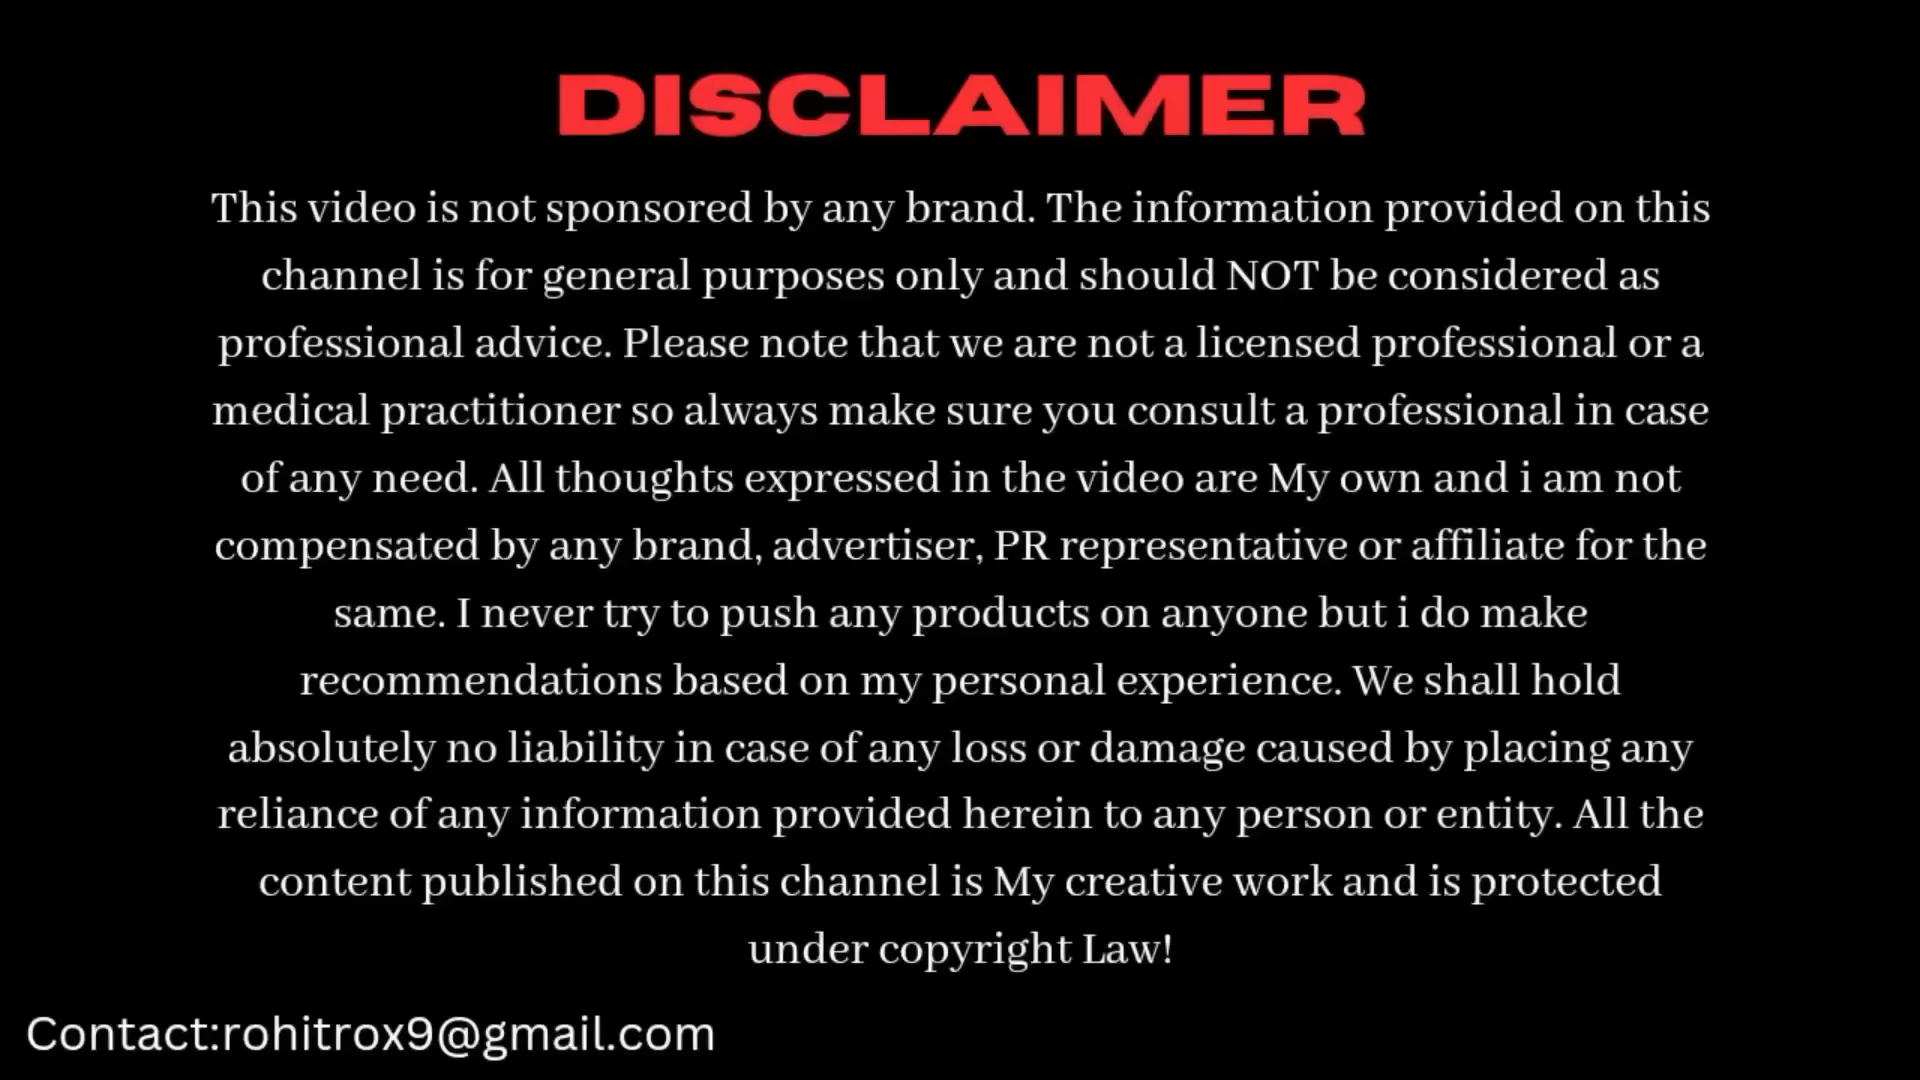 DISCLAIMER
This video is not sponsored by any brand. The information provided on this
channel is for general purposes only and should NOT be considered as
professional advice. Please note that we are not a licensed professional or a
medical practitioner so always make sure you consult a professional in case
of any need. All thoughts expressed in the video are My own and i am not
compensated by any brand, advertiser, PR representative or affiliate for the
same. I never try to push any products on anyone but i do make
recommendations based on my personal experience. We shall hold
absolutely no liability in case of any loss or damage caused by placing any
reliance of any information provided herein to any person or entity. All the
content published on this channel is My creative work and is protected
under copyright Law!
Contact:rohitrox9@gmail.com